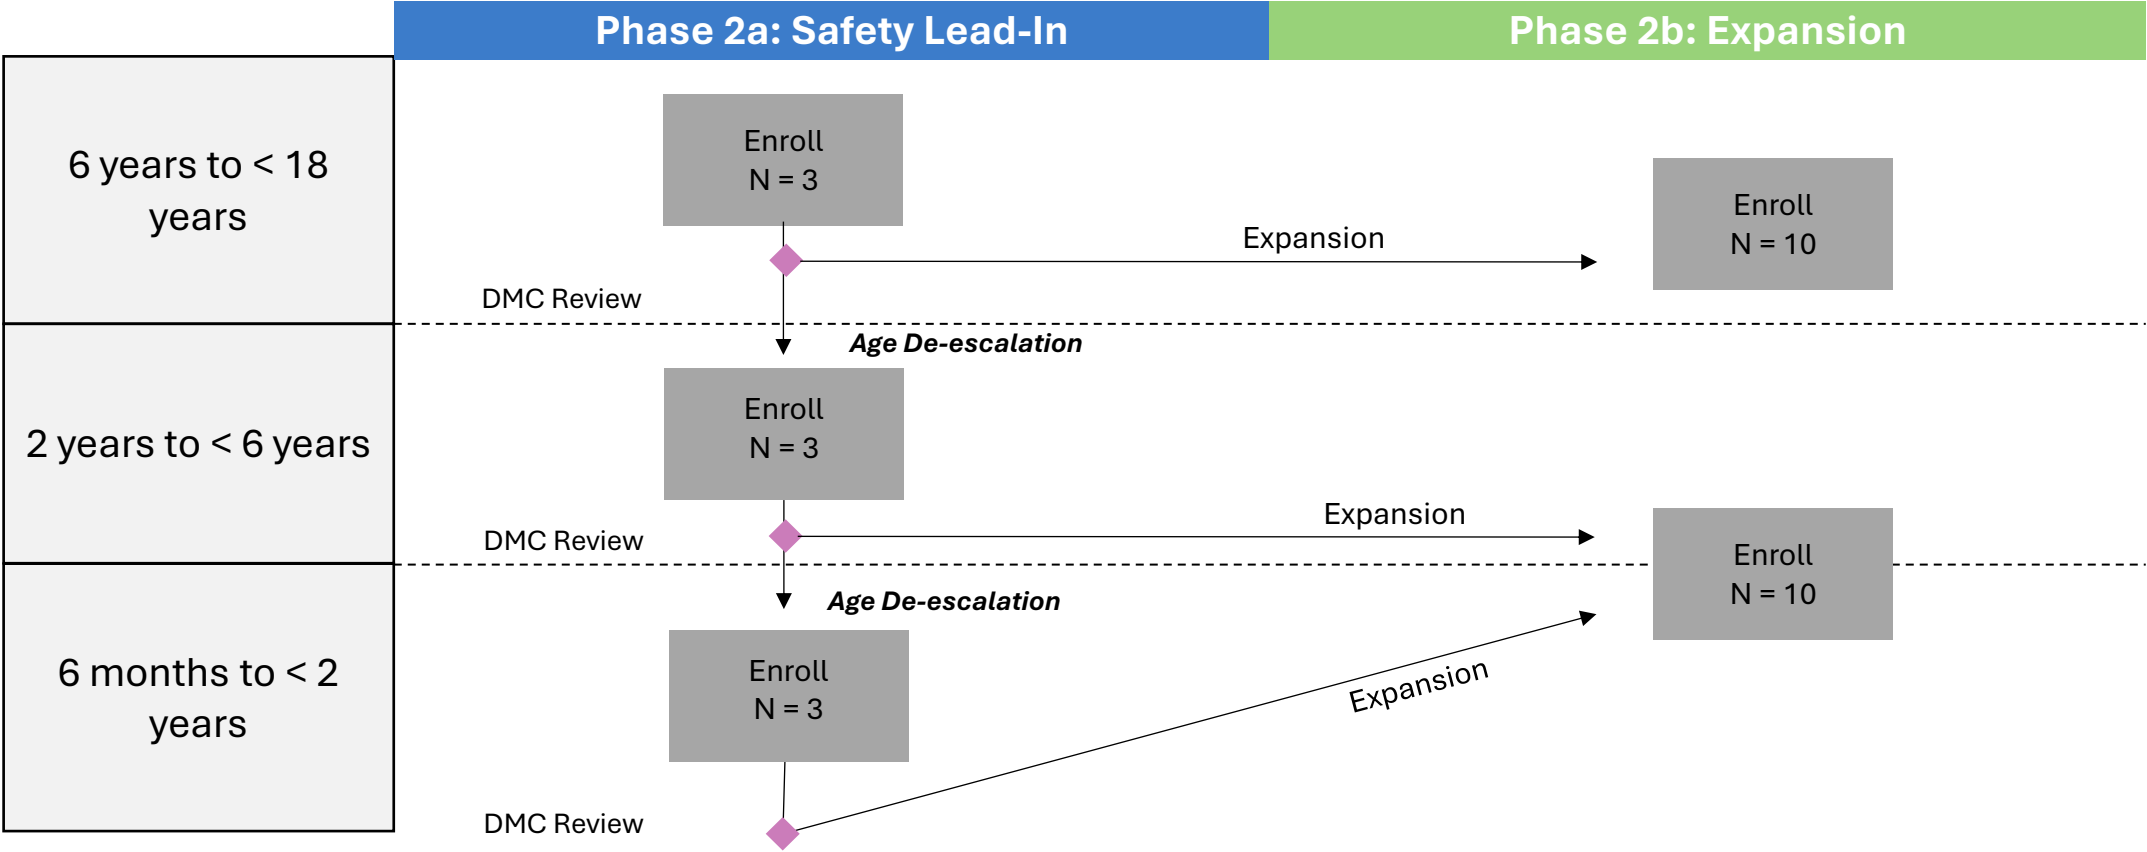 Phase 2a: Safety Lead-In
Phase 2b: Expansion
6 years to < 18
years
Enroll
N = 3
Expansion
Enroll
N = 10
DMC Review
Age De-escalation
2 years to < 6 years
Enroll
N = 3
Expansion
DMC Review
Enroll
N = 10
Age De-escalation
6 months to < 2
years
Enroll
N = 3
Expansion
DMC Review